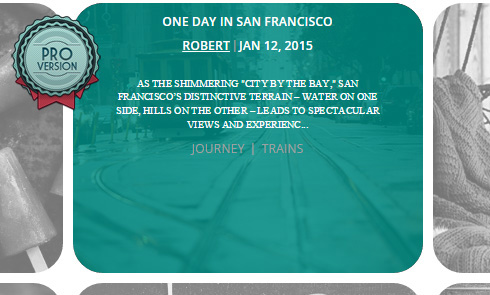 ONE DAY IN SAN FRANCISCO
ROBERT | JAN 12, 2015
PRO
VERSION
AS THE SHIMMERING "CITY BY THE BAY," SAN
FRANCISCO'S DISTINCTIVE TERRAIN – WATER ON ONE
SIDE, HILLS ON THE OTHER – LEADS TO SPECTACULAR
VIEWS AND EXPERIENC...
JOURNEY | TRAINS